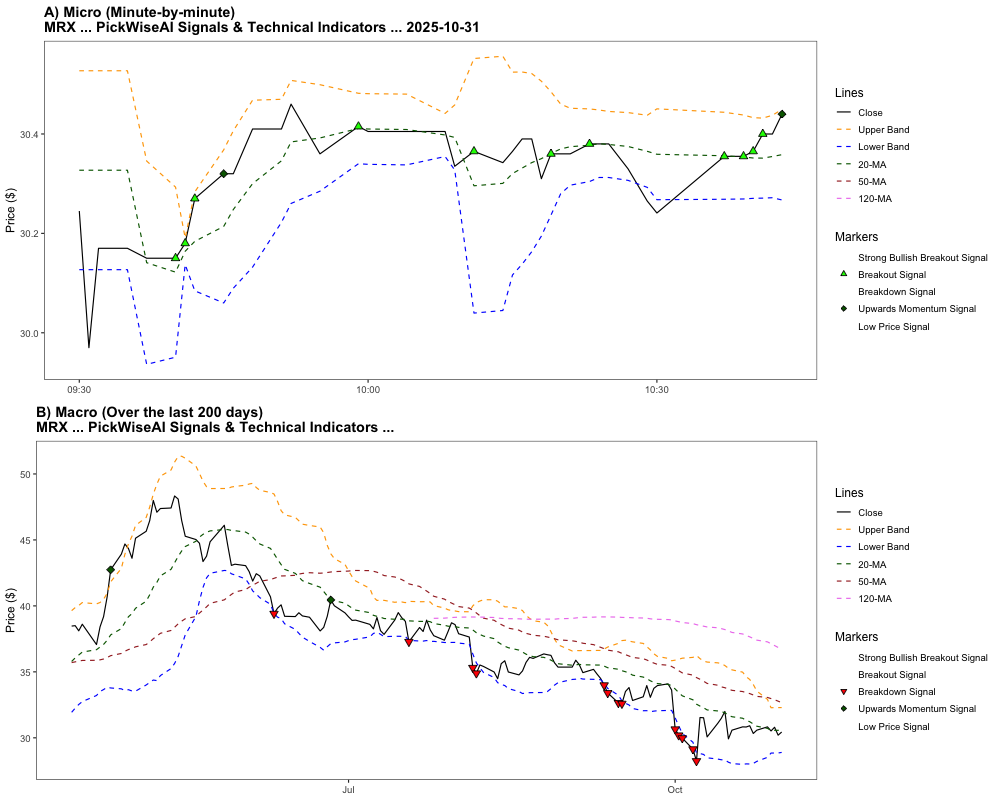 A) Micro (Minute-by-minute)
MRX ... PickWiseAI Signals & Technical Indicators ... 2025-10-31
Price ($)
30.4
30.2
30.0
09:30
10:00
10:30
Lines
Close
Upper Band
Lower Band
20-MA
50-MA
120-MA
Markers
Strong Bullish Breakout Signal
Breakout Signal
Breakdown Signal
Upwards Momentum Signal
Low Price Signal
B) Macro (Over the last 200 days)
MRX ... PickWiseAI Signals & Technical Indicators ...
Price ($)
50
45
40
35
30
Jul
Oct
Lines
Close
Upper Band
Lower Band
20-MA
50-MA
120-MA
Markers
Strong Bullish Breakout Signal
Breakout Signal
Breakdown Signal
Upwards Momentum Signal
Low Price Signal